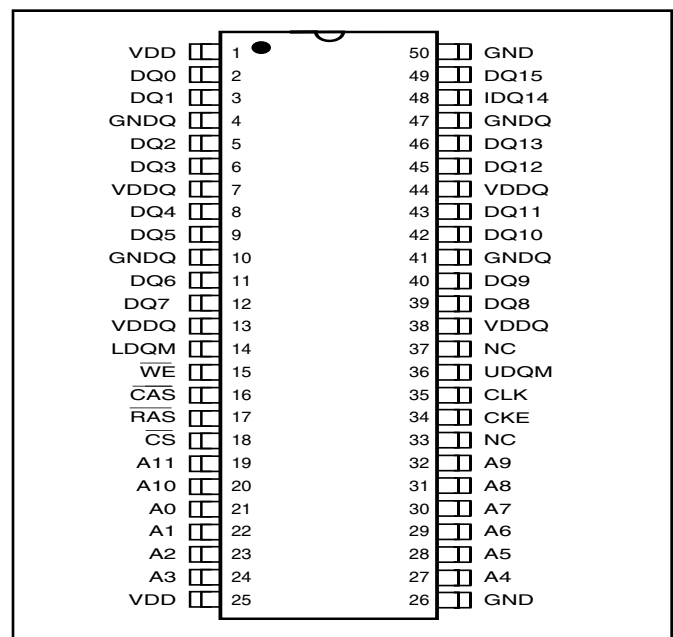 VDD 1 50 GND
DQ0 2 49 DQ15
DQ1 3 48 IDQ14
GNDQ 4 47 GNDQ
DQ2 5 46 DQ13
DQ3 6 45 DQ12
VDDQ 7 44 VDDQ
DQ4 8 43 DQ11
DQ5 9 42 DQ10
GNDQ 10 41 GNDQ
DQ6 11 40 DQ9
DQ7 12 39 DQ8
VDDQ 13 38 VDDQ
LDQM 14 37 NC
W̅E̅ 15 36 UDQM
C̅A̅S̅ 16 35 CLK
R̅A̅S̅ 17 34 CKE
C̅S̅ 18 33 NC
A11 19 32 A9
A10 20 31 A8
A0 21 30 A7
A1 22 29 A6
A2 23 28 A5
A3 24 27 A4
VDD 25 26 GND